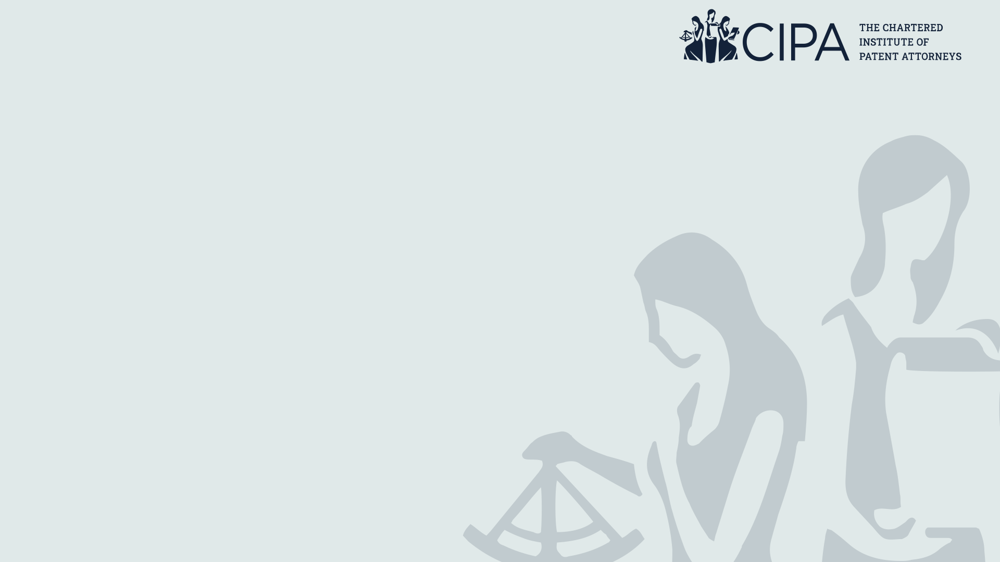 CIPA
THE CHARTERED
INSTITUTE OF
PATENT ATTORNEYS